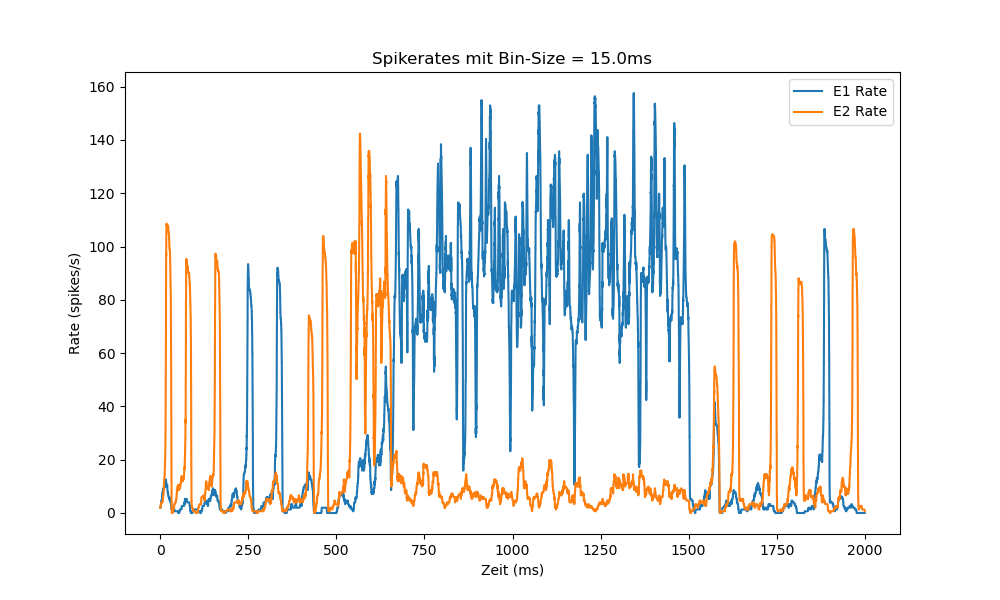 Spikerates mit Bin-Size = 15.0ms
E1 Rate
E2 Rate
Rate (spikes/s)
160
140
120
100
80
60
40
20
0
0 250 500 750 1000 1250 1500 1750 2000
Zeit (ms)